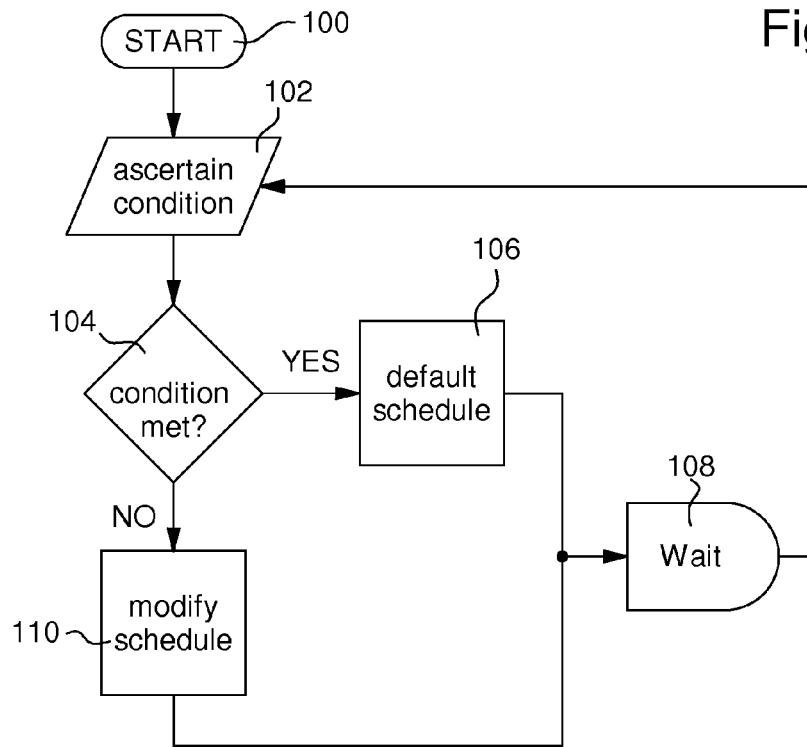 START
100
Fig
102
ascertain
condition
106
104
YES
condition
met?
default
schedule
108
NO
Wait
modify
schedule
110